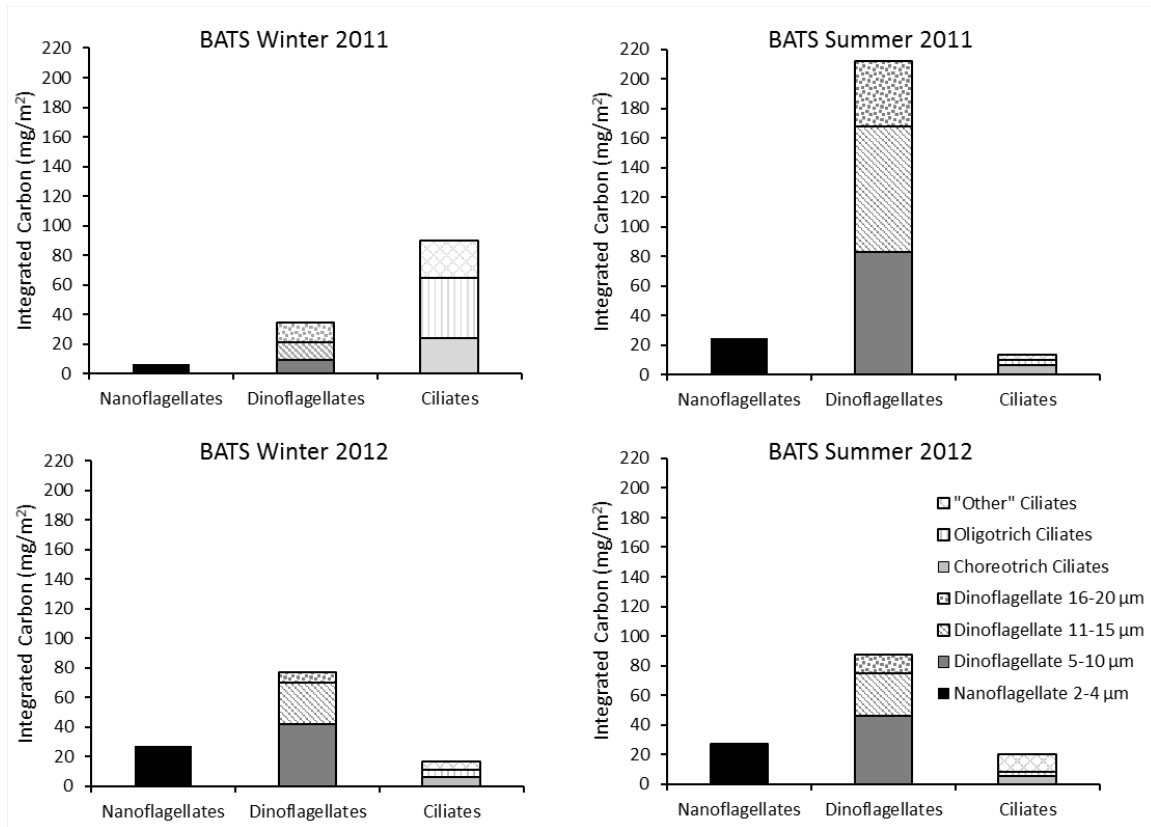 BATS Winter 2011
Integrated Carbon (mg/m²)
220
200
180
160
140
120
100
80
60
40
20
0
Nanoflagellates Dinoflagellates Ciliates
BATS Summer 2011
Integrated Carbon (mg/m²)
220
200
180
160
140
120
100
80
60
40
20
0
Nanoflagellates Dinoflagellates Ciliates
BATS Winter 2012
Integrated Carbon (mg/m²)
220
200
180
160
140
120
100
80
60
40
20
0
Nanoflagellates Dinoflagellates Ciliates
BATS Summer 2012
Integrated Carbon (mg/m²)
220
200
180
160
140
120
100
80
60
40
20
0
Nanoflagellates Dinoflagellates Ciliates
"Other" Ciliates
Oligotrich Ciliates
Choreotrich Ciliates
Dinoflagellate 16-20 µm
Dinoflagellate 11-15 µm
Dinoflagellate 5-10 µm
Nanoflagellate 2-4 µm